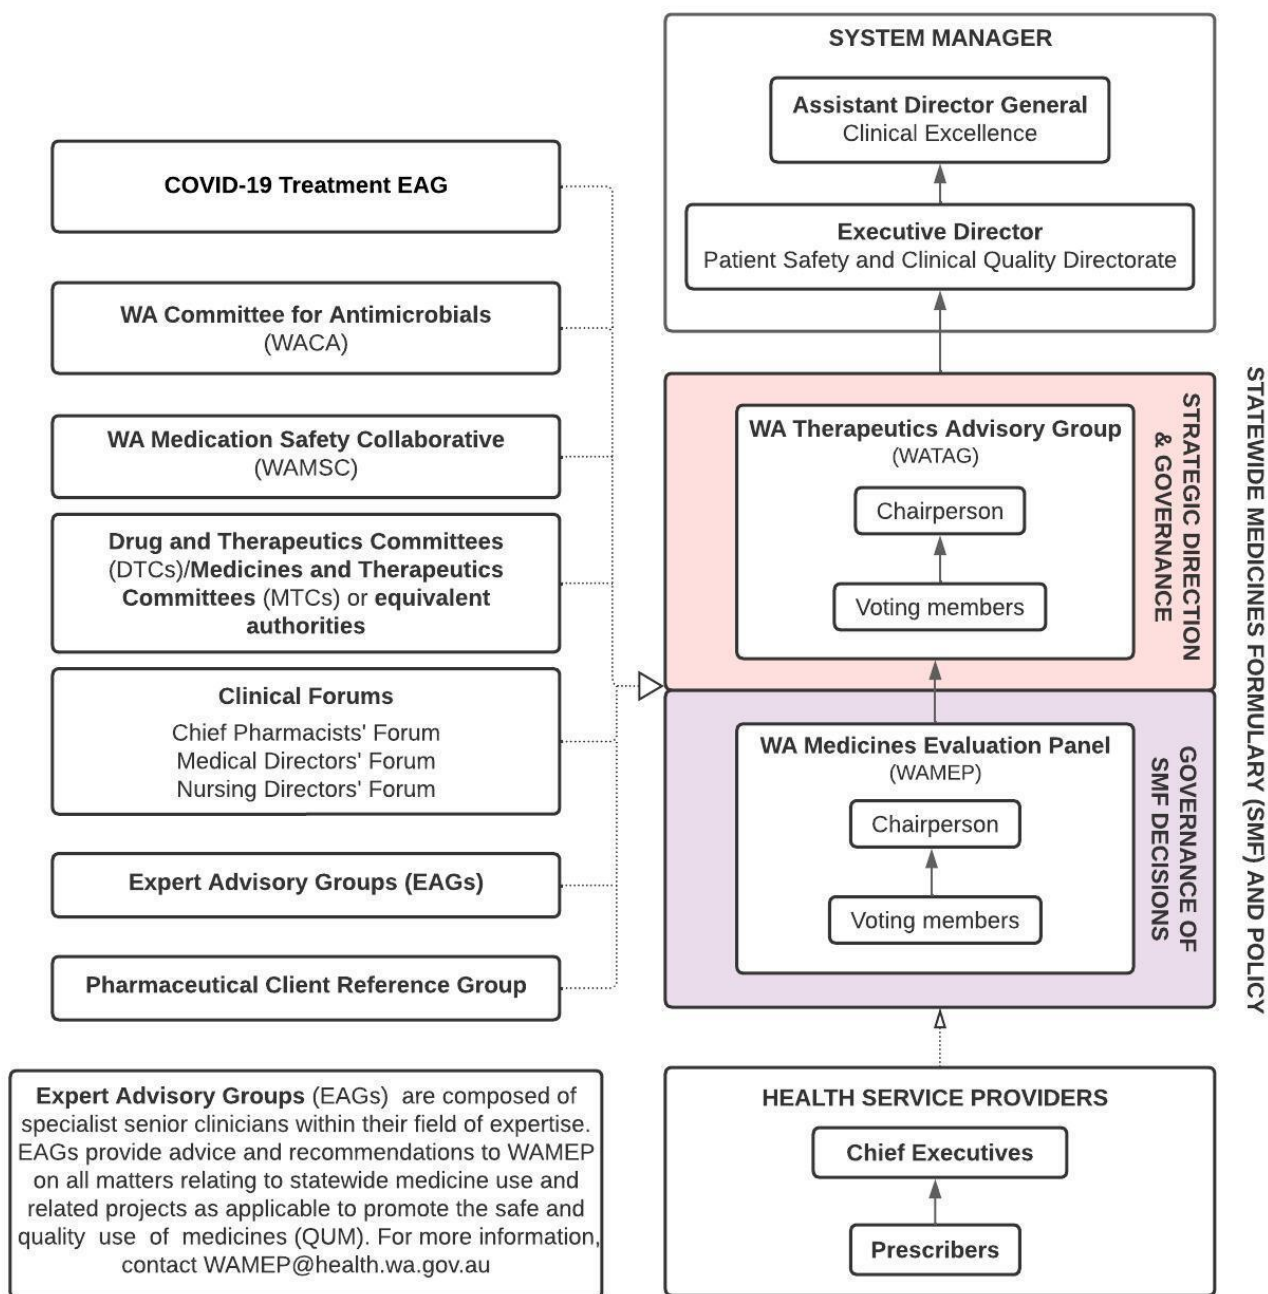 SYSTEM MANAGER
Assistant Director General
Clinical Excellence
Executive Director
Patient Safety and Clinical Quality Directorate
COVID-19 Treatment EAG
WA Committee for Antimicrobials
(WACA)
WA Medication Safety Collaborative
(WAMSC)
Drug and Therapeutics Committees
(DTCs)/Medicines and Therapeutics
Committees (MTCs) or equivalent
authorities
Clinical Forums
Chief Pharmacists' Forum
Medical Directors' Forum
Nursing Directors' Forum
Expert Advisory Groups (EAGs)
Pharmaceutical Client Reference Group
WA Therapeutics Advisory Group
(WATAG)
Chairperson
Voting members
STRATEGIC DIRECTION
& GOVERNANCE
WA Medicines Evaluation Panel
(WAMEP)
Chairperson
Voting members
GOVERNANCE OF
SMF DECISIONS
STATEWIDE MEDICINES FORMULARY (SMF) AND POLICY
Expert Advisory Groups (EAGs) are composed of
specialist senior clinicians within their field of expertise.
EAGs provide advice and recommendations to WAMEP
on all matters relating to statewide medicine use and
related projects as applicable to promote the safe and
quality use of medicines (QUM). For more information,
contact WAMEP@health.wa.gov.au
HEALTH SERVICE PROVIDERS
Chief Executives
Prescribers